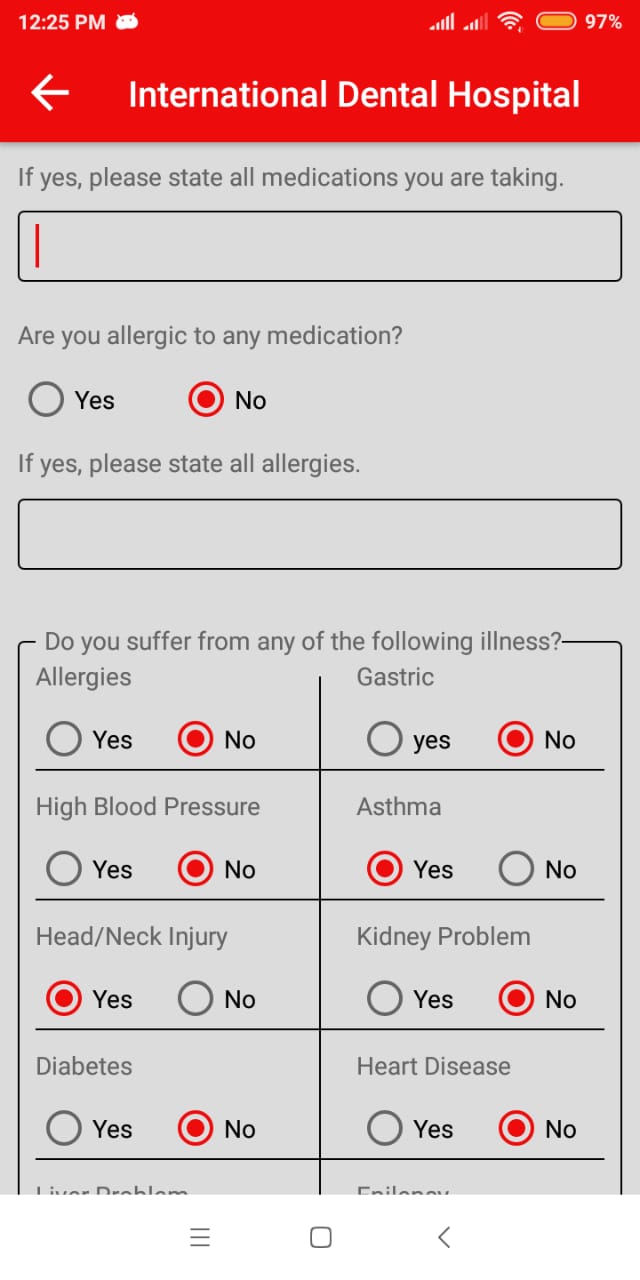 12:25 PM 97%
International Dental Hospital
If yes, please state all medications you are taking.
Are you allergic to any medication?
Yes No
If yes, please state all allergies.
Do you suffer from any of the following illness?
Allergies Gastric
Yes No yes No
High Blood Pressure Asthma
Yes No Yes No
Head/Neck Injury Kidney Problem
Yes No Yes No
Diabetes Heart Disease
Yes No Yes No
Liver Problem Epilepsy